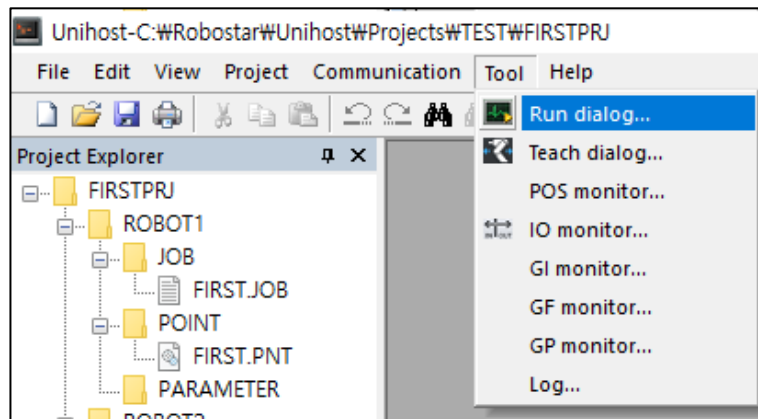 Unihost-C:₩Robostar₩Unihost₩Projects₩TEST₩FIRSTPRJ
File Edit View Project Communication Tool Help
Project Explorer
FIRSTPRJ
ROBOT1
JOB
FIRST.JOB
POINT
FIRST.PNT
PARAMETER
ROBOT2
Run dialog...
Teach dialog...
POS monitor...
IO monitor...
GI monitor...
GF monitor...
GP monitor...
Log...